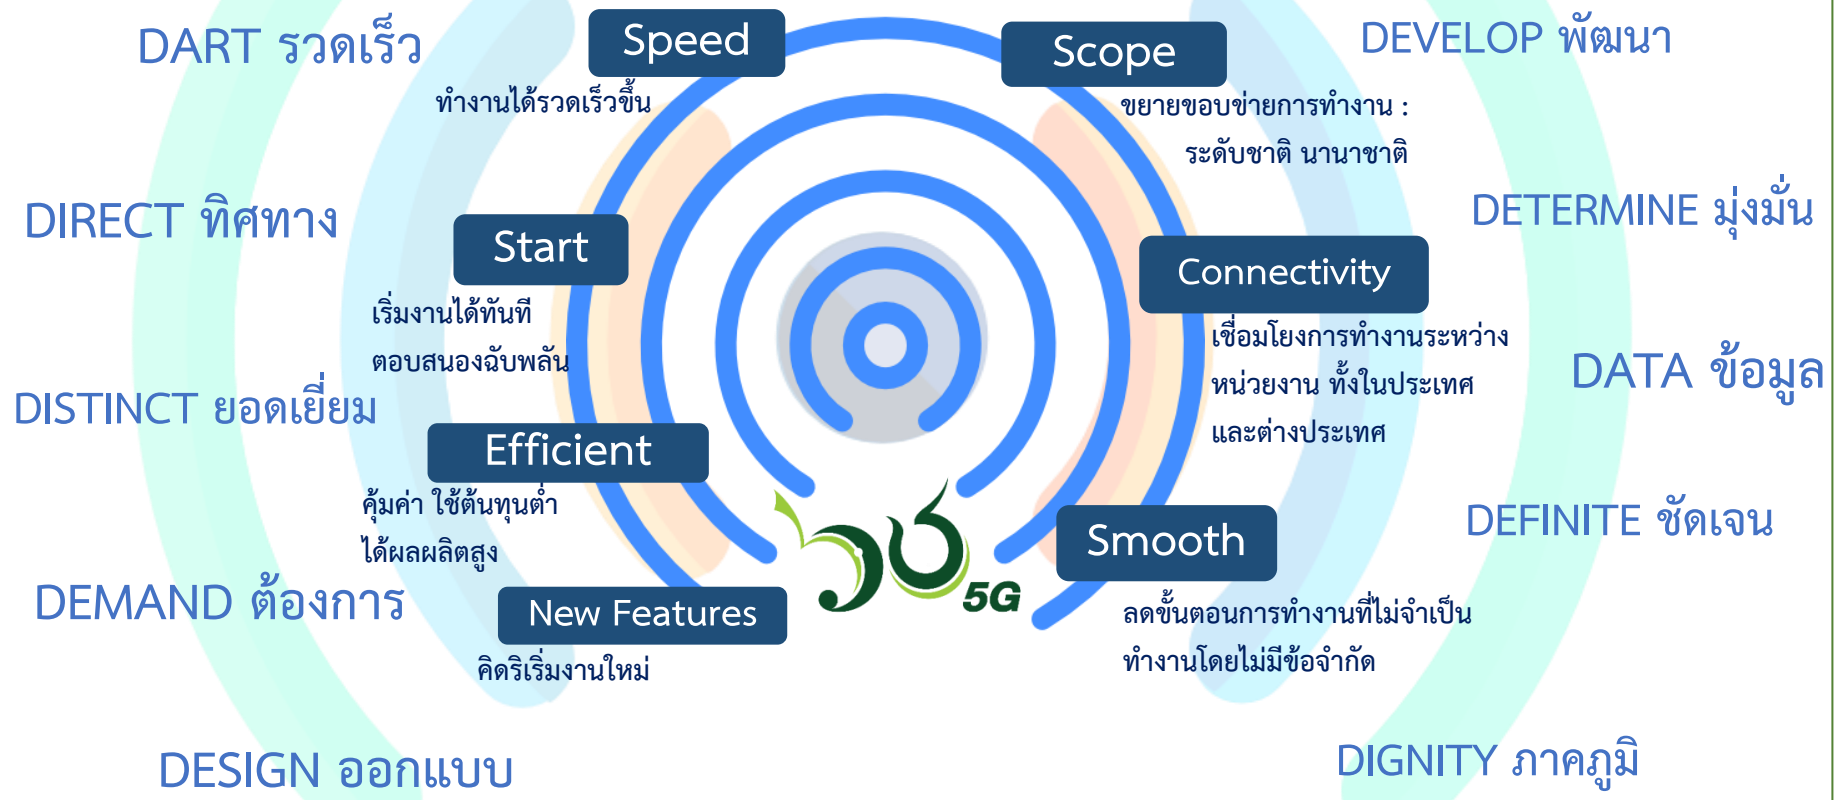 DART รวดเร็ว
Speed
ทำงานได้รวดเร็วขึ้น
Scope
ขยายขอบข่ายการทำงาน :
ระดับชาติ นานาชาติ
DEVELOP พัฒนา
DIRECT ทิศทาง
Start
เริ่มงานได้ทันที
ตอบสนองฉับพลัน
DETERMINE มุ่งมั่น
Connectivity
เชื่อมโยงการทำงานระหว่าง
หน่วยงาน ทั้งในประเทศ
และต่างประเทศ
DATA ข้อมูล
DISTINCT ยอดเยี่ยม
Efficient
คุ้มค่า ใช้ต้นทุนต่ำ
ได้ผลผลิตสูง
5G
Smooth
ลดขั้นตอนการทำงานที่ไม่จำเป็น
ทำงานโดยไม่มีข้อจำกัด
DEFINITE ชัดเจน
DEMAND ต้องการ
New Features
คิดริเริ่มงานใหม่
DESIGN ออกแบบ
DIGNITY ภาคภูมิ